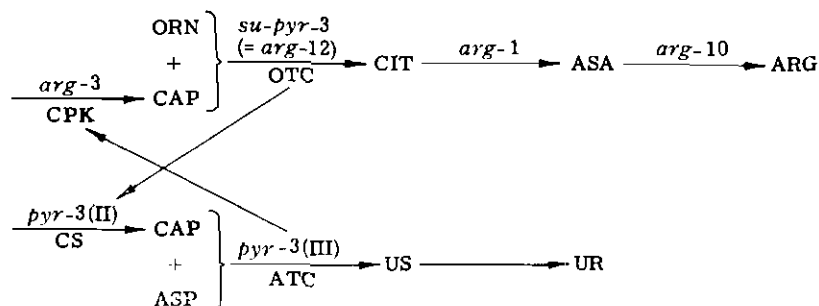 ORN
+
CAP
arg-3
CPK
su-pyr-3
(= arg-12)
OTC
CIT
arg-1
ASA
arg-10
ARG
pyr-3(II)
CS
CAP
+
ASP
pyr-3(III)
ATC
US
UR